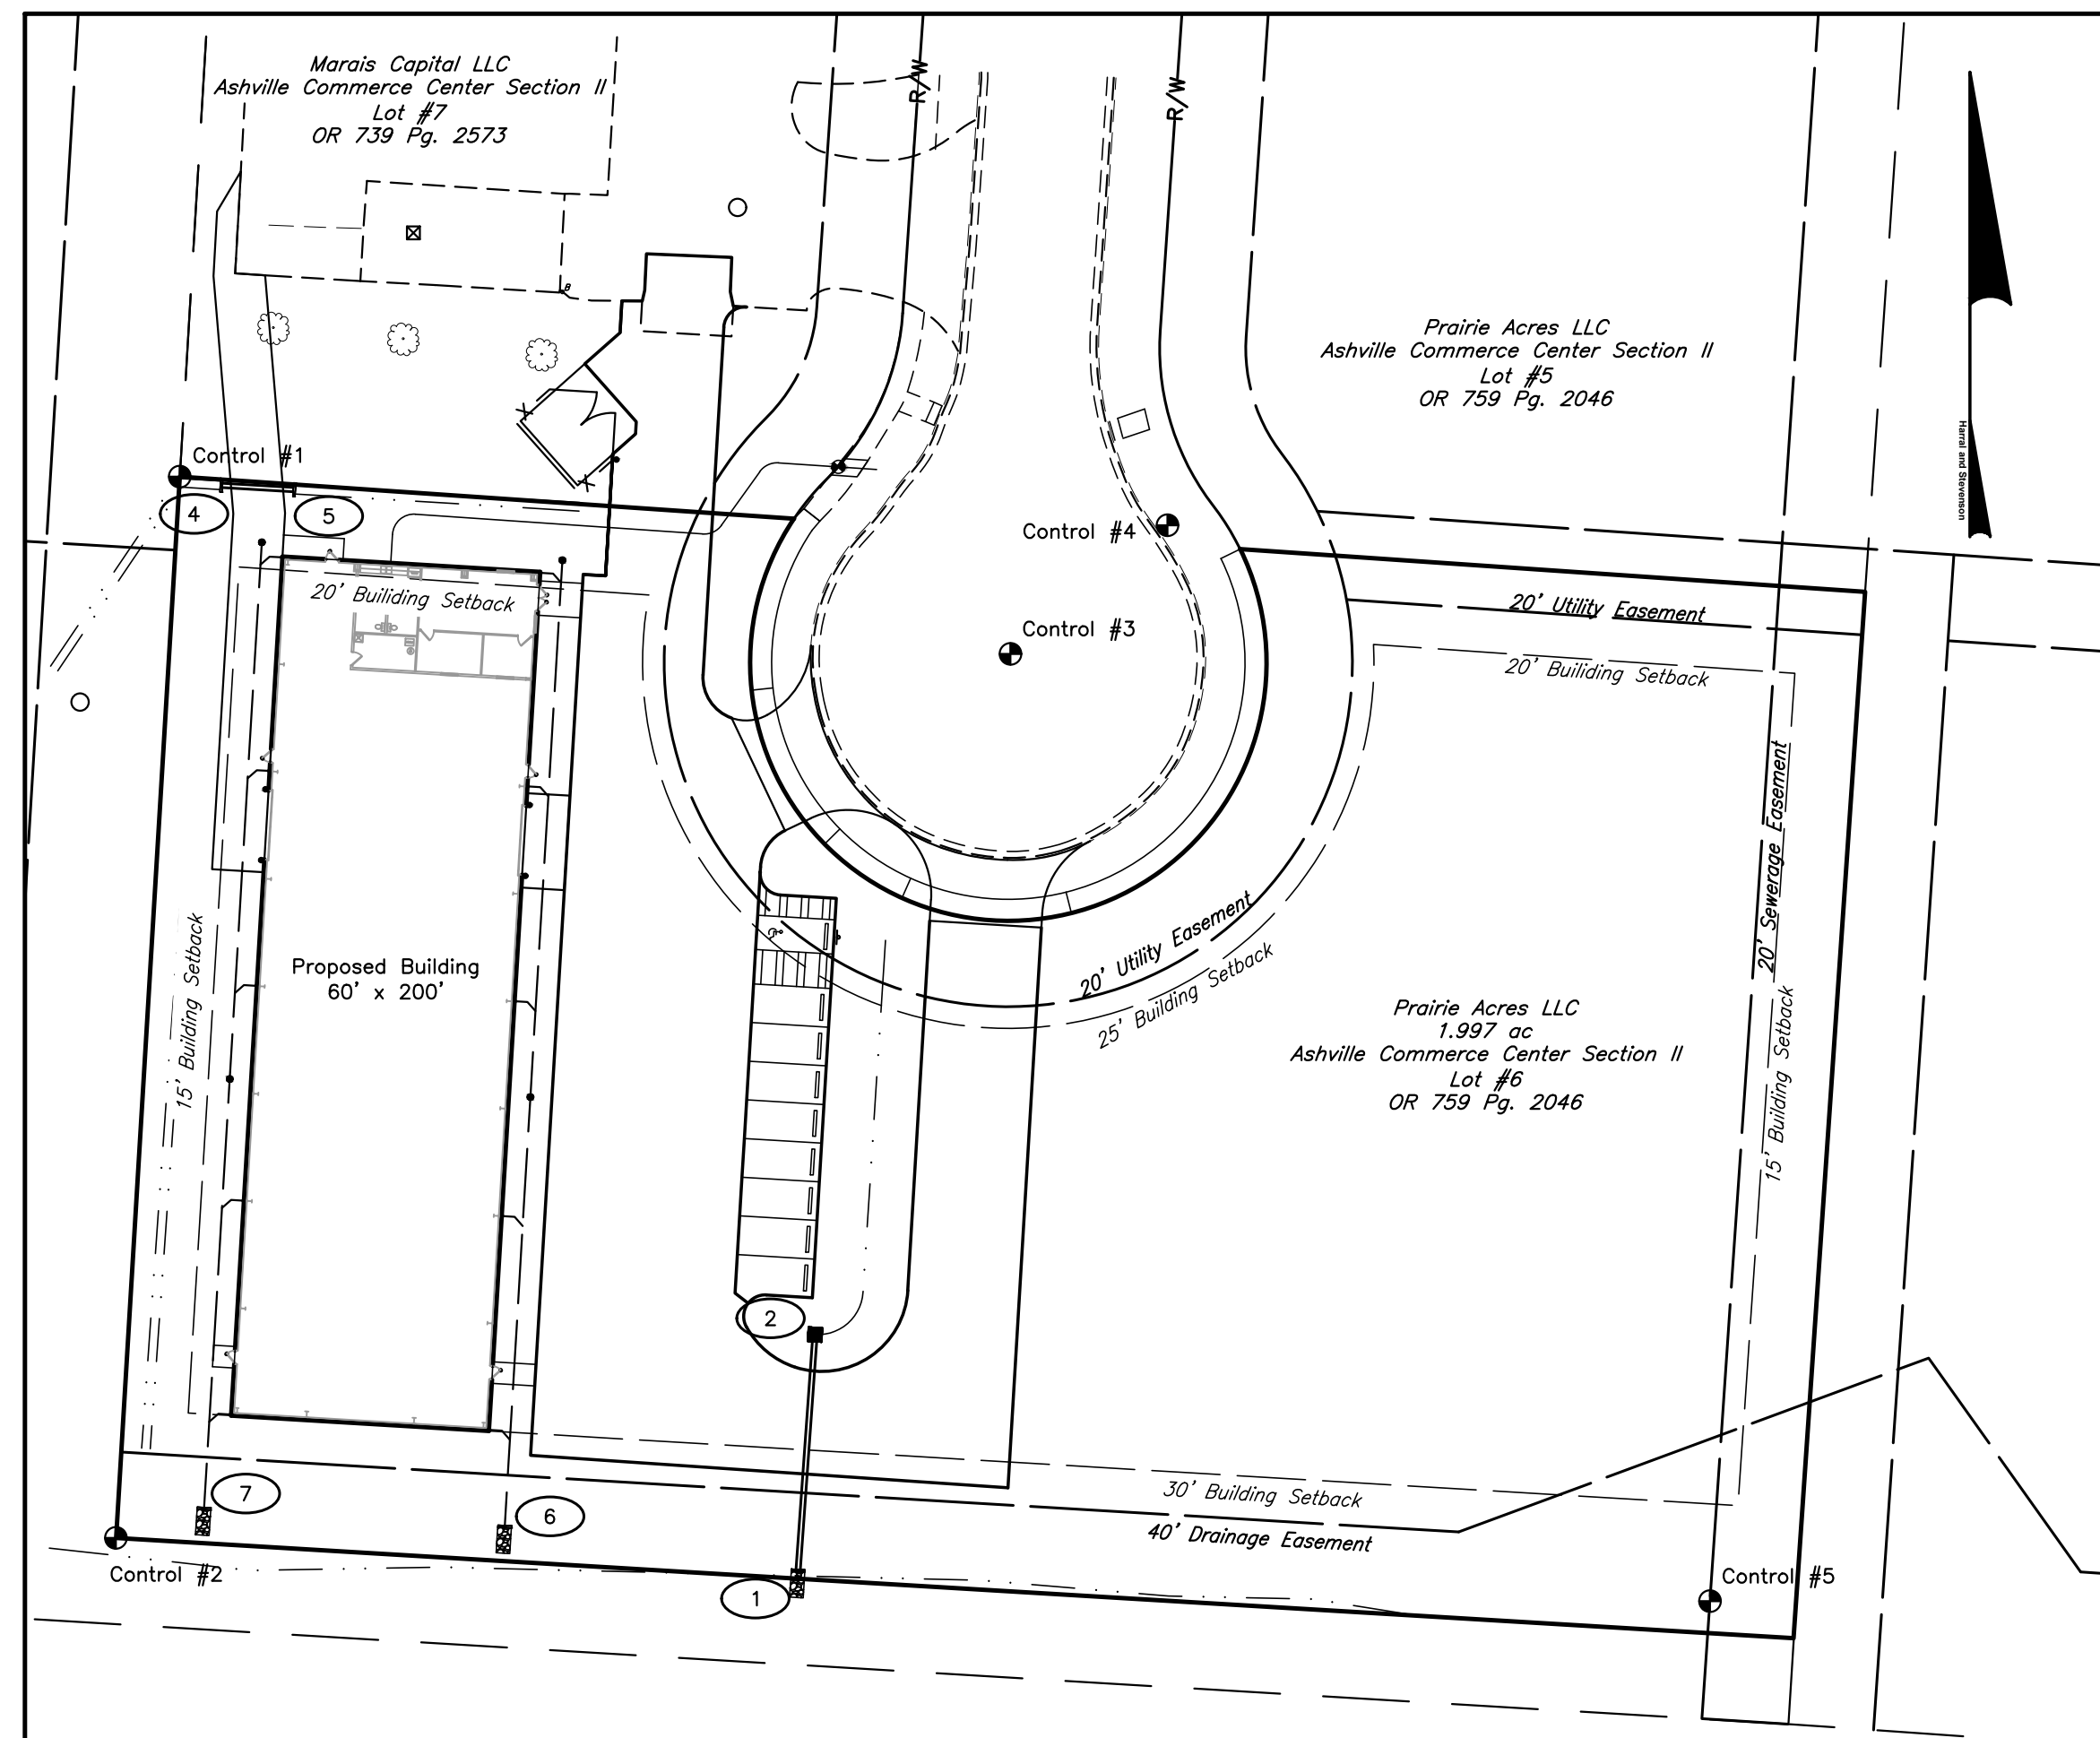 Marais Capital LLC
Ashville Commerce Center Section II
Lot #7
OR 739 Pg. 2573
R/W
R/W
Prairie Acres LLC
Ashville Commerce Center Section II
Lot #5
OR 759 Pg. 2046
Harral and Stevenson
Control #1
4
5
Control #4
20' Builiding Setback
20' Utility Easement
Control #3
20' Builiding Setback
20' Sewerage Easement
15' Building Setback
Proposed Building
60' x 200'
20' Utility Easement
25' Building Setback
Prairie Acres LLC
1.997 ac
Ashville Commerce Center Section II
Lot #6
OR 759 Pg. 2046
15' Building Setback
2
7
6
30' Building Setback
40' Drainage Easement
Control #2
1
Control #5